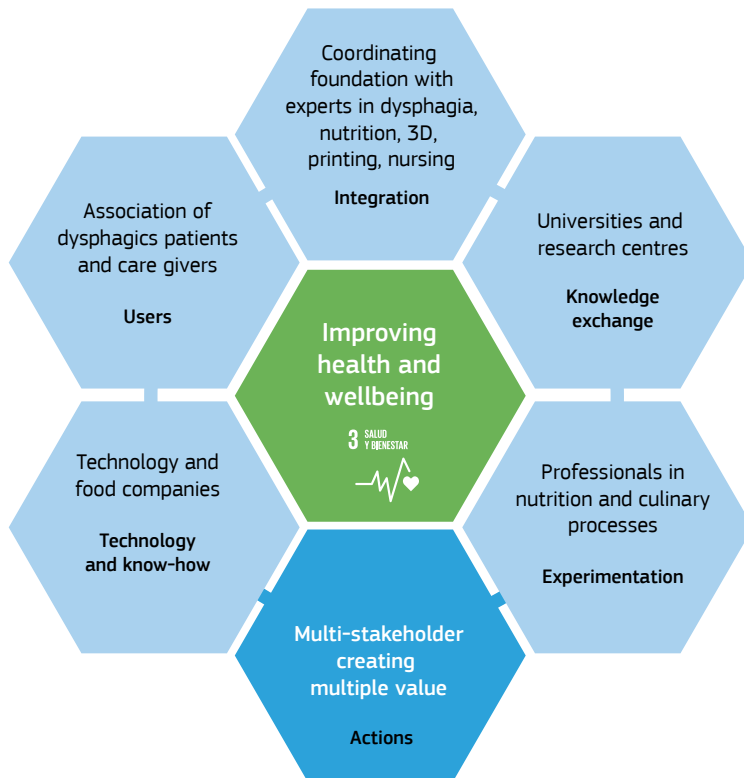 Coordinating
foundation with
experts in dysphagia,
nutrition, 3D,
printing, nursing
Integration
Association of
dysphagics patients
and care givers
Users
Universities and
research centres
Knowledge
exchange
Improving
health and
wellbeing
3 SALUD
Y BIENESTAR
Technology and
food companies
Technology
and know-how
Professionals in
nutrition and culinary
processes
Experimentation
Multi-stakeholder
creating
multiple value
Actions